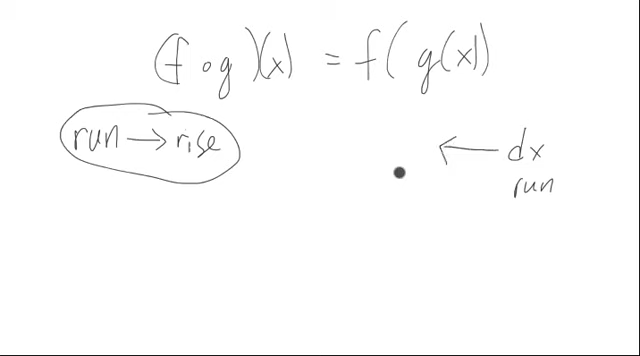 (f∘g)(x) = f(g(x))
run → rise
← dx
run